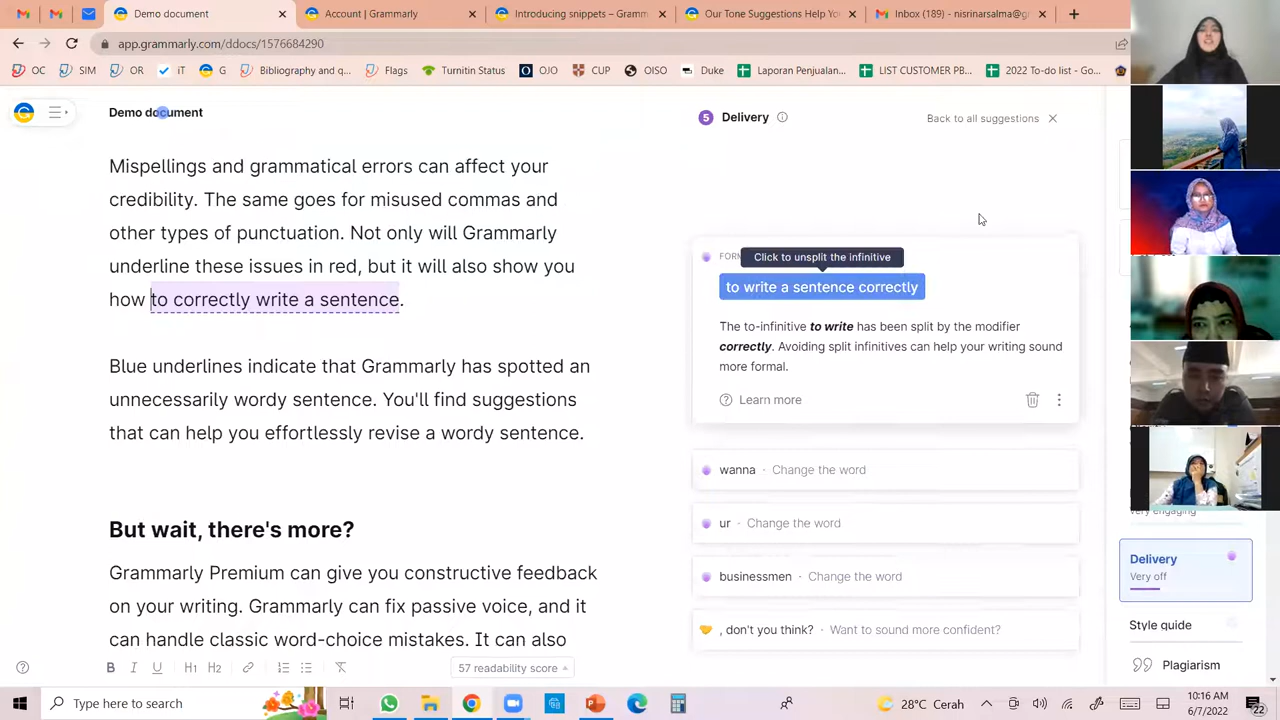 Demo document
Account | Grammarly
Introducing snippets – Gramm
Our Tone Suggestions Help You
Inbox (189) - nisrinarsalma@g
app.grammarly.com/ddocs/1576684290
OC
SIM
OR
iT
G
Bibliography and q...
Flags
Turnitin Status
OJO
CUP
OISO
Duke
Laporan Penjualan...
LIST CUSTOMER PB...
2022 To-do list - Go...
Demo document
Mispellings and grammatical errors can affect your
credibility. The same goes for misused commas and
other types of punctuation. Not only will Grammarly
underline these issues in red, but it will also show you
how to correctly write a sentence.
Blue underlines indicate that Grammarly has spotted an
unnecessarily wordy sentence. You'll find suggestions
that can help you effortlessly revise a wordy sentence.
But wait, there's more?
Grammarly Premium can give you constructive feedback
on your writing. Grammarly can fix passive voice, and it
can handle classic word-choice mistakes. It can also
B I U H1 H2
57 readability score
5 Delivery
Back to all suggestions
FORM
Click to unsplit the infinitive
to write a sentence correctly
The to-infinitive to write has been split by the modifier
correctly. Avoiding split infinitives can help your writing sound
more formal.
Learn more
wanna · Change the word
ur · Change the word
businessmen · Change the word
, don't you think? · Want to sound more confident?
very engaging
Delivery
Very off
Style guide
Plagiarism
Type here to search
28°C Cerah
10:16 AM
6/7/2022
22